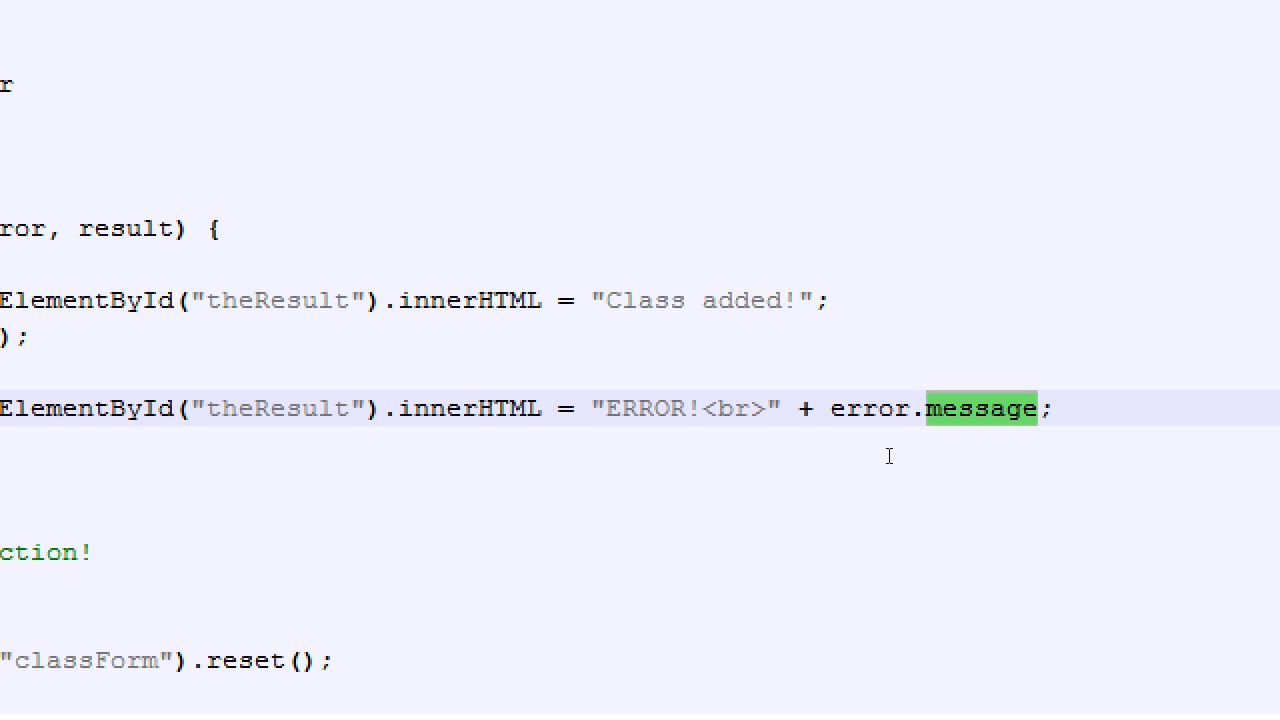 r
ror, result) {
ElementById("theResult").innerHTML = "Class added!";
);
ElementById("theResult").innerHTML = "ERROR!<br>" + error.message;
ction!
"classForm").reset();